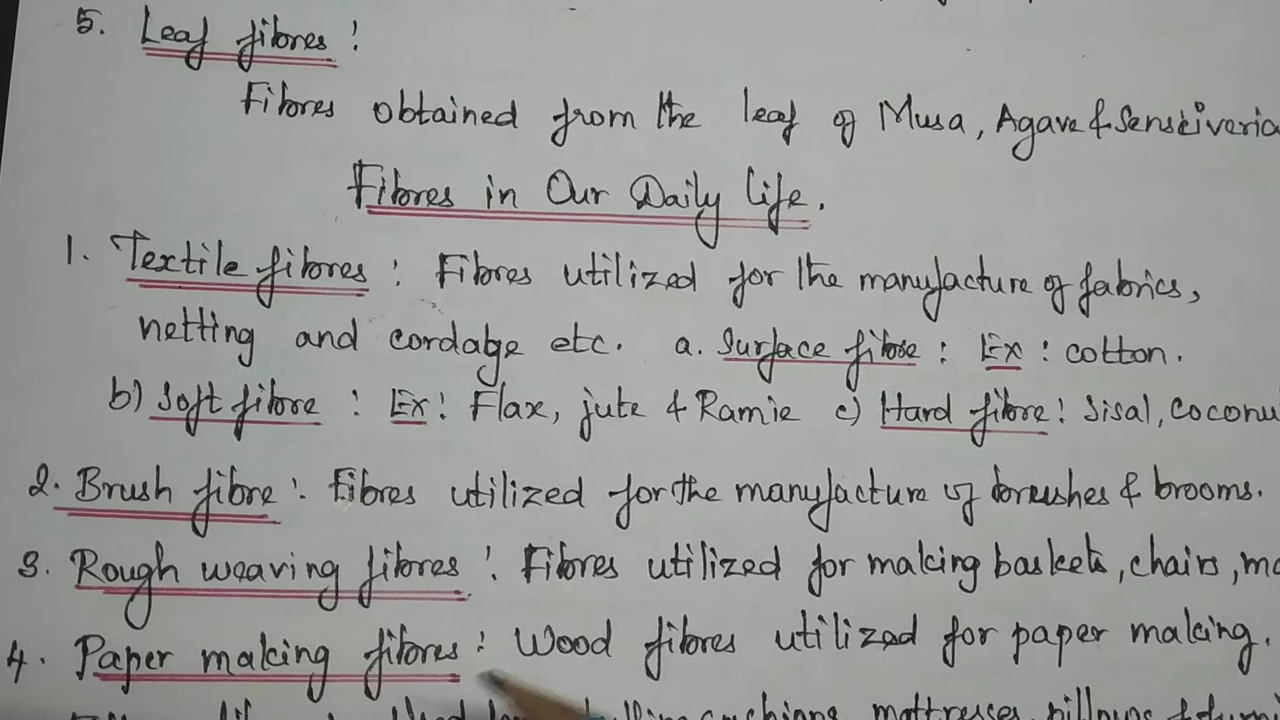 5. Leaf fibres :
Fibres obtained from the leaf of Musa, Agave & Senseiveria
Fibres in Our Daily life.
1. Textile fibres : Fibres utilized for the manufacture of fabrics,
netting and cordage etc. a. Surface fibre : Ex : cotton.
b) Soft fibre : Ex : Flax, jute & Ramie c) Hard fibre : Sisal, Coconu
2. Brush fibre : Fibres utilized for the manufacture of brushes & brooms.
3. Rough weaving fibres : Fibres utilized for making baskets, chairs, ma
4. Paper making fibres : Wood fibres utilized for paper making.
mattresses, pillows &